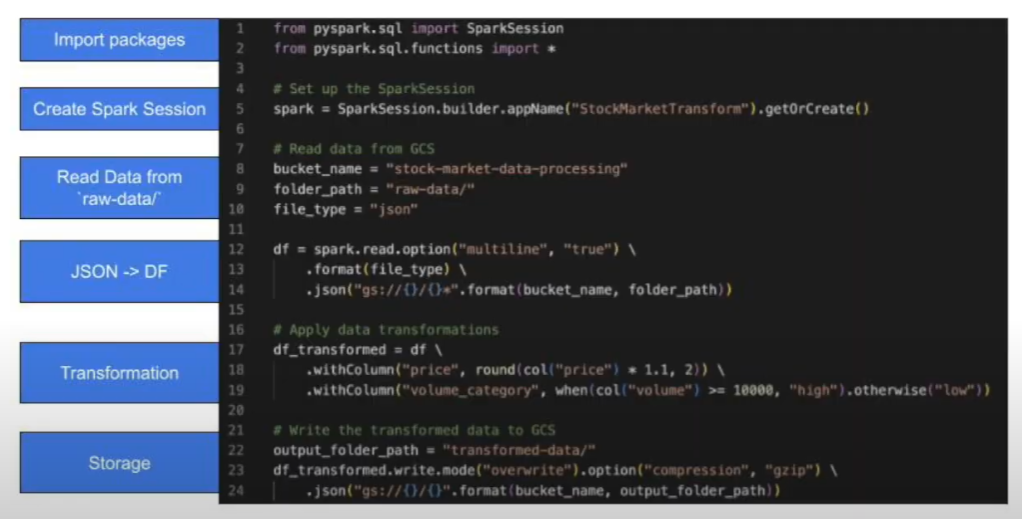 Import packages
Create Spark Session
Read Data from
`raw-data/`
JSON -> DF
Transformation
Storage
1 from pyspark.sql import SparkSession
2 from pyspark.sql.functions import *
3
4 # Set up the SparkSession
5 spark = SparkSession.builder.appName("StockMarketTransform").getOrCreate()
6
7 # Read data from GCS
8 bucket_name = "stock-market-data-processing"
9 folder_path = "raw-data/"
10 file_type = "json"
11
12 df = spark.read.option("multiline", "true") \
13     .format(file_type) \
14     .json("gs://{}/{}*".format(bucket_name, folder_path))
15
16 # Apply data transformations
17 df_transformed = df \
18     .withColumn("price", round(col("price") * 1.1, 2)) \
19     .withColumn("volume_category", when(col("volume") >= 10000, "high").otherwise("low"))
20
21 # Write the transformed data to GCS
22 output_folder_path = "transformed-data/"
23 df_transformed.write.mode("overwrite").option("compression", "gzip") \
24     .json("gs://{}/{}".format(bucket_name, output_folder_path))